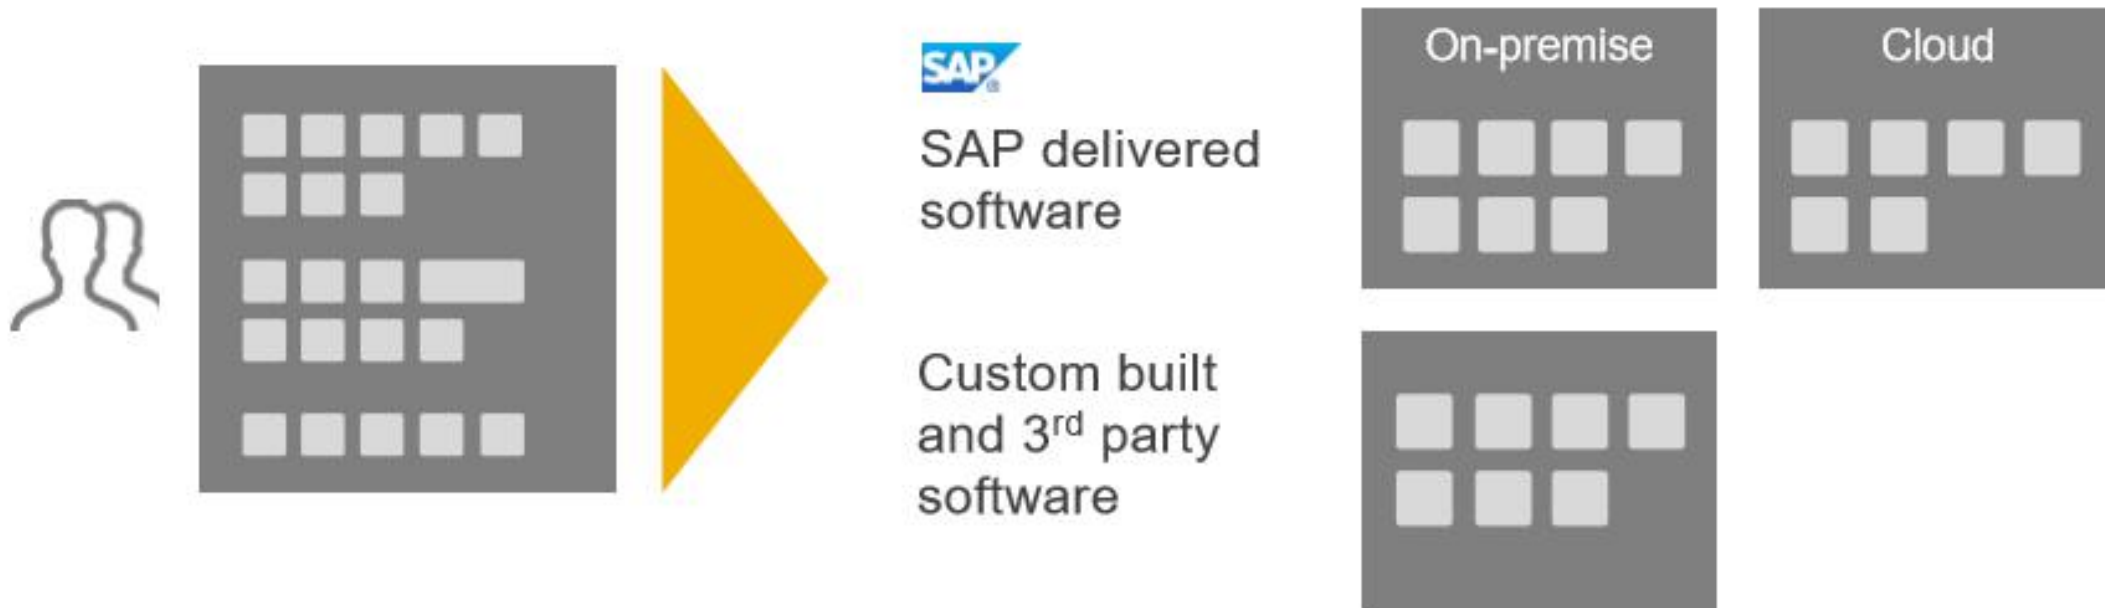 SAP
SAP delivered
software
On-premise
Cloud
Custom built
and 3rd party
software